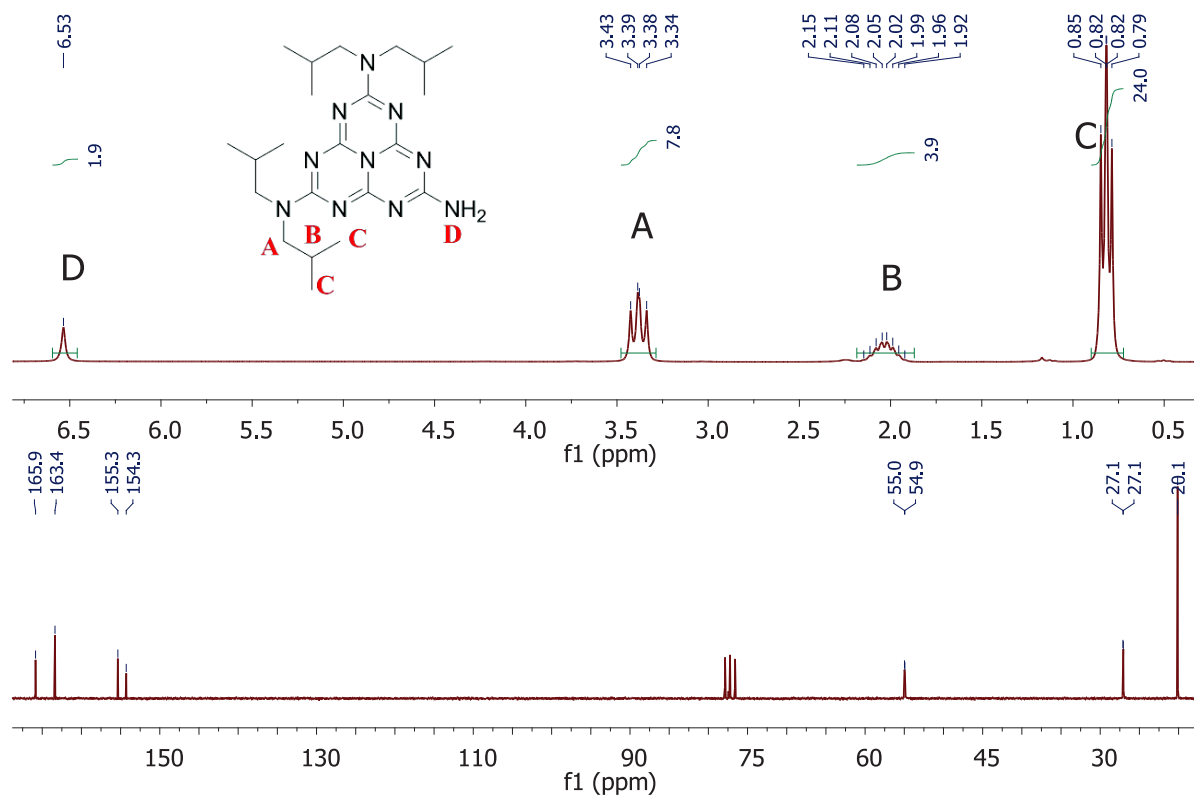 6.53
3.43
3.39
3.38
3.34
2.15
2.11
2.08
2.05
2.02
1.99
1.96
1.92
0.85
0.82
0.82
0.79
N
N
N
N
N
N
N
N
N
N
NH2
A
B
C
C
D
1.9
7.8
3.9
24.0
D
A
B
C
6.5 6.0 5.5 5.0 4.5 4.0 3.5 3.0 2.5 2.0 1.5 1.0 0.5
f1 (ppm)
165.9
163.4
155.3
154.3
55.0
54.9
27.1
27.1
20.1
150 130 110 90 75 60 45 30
f1 (ppm)